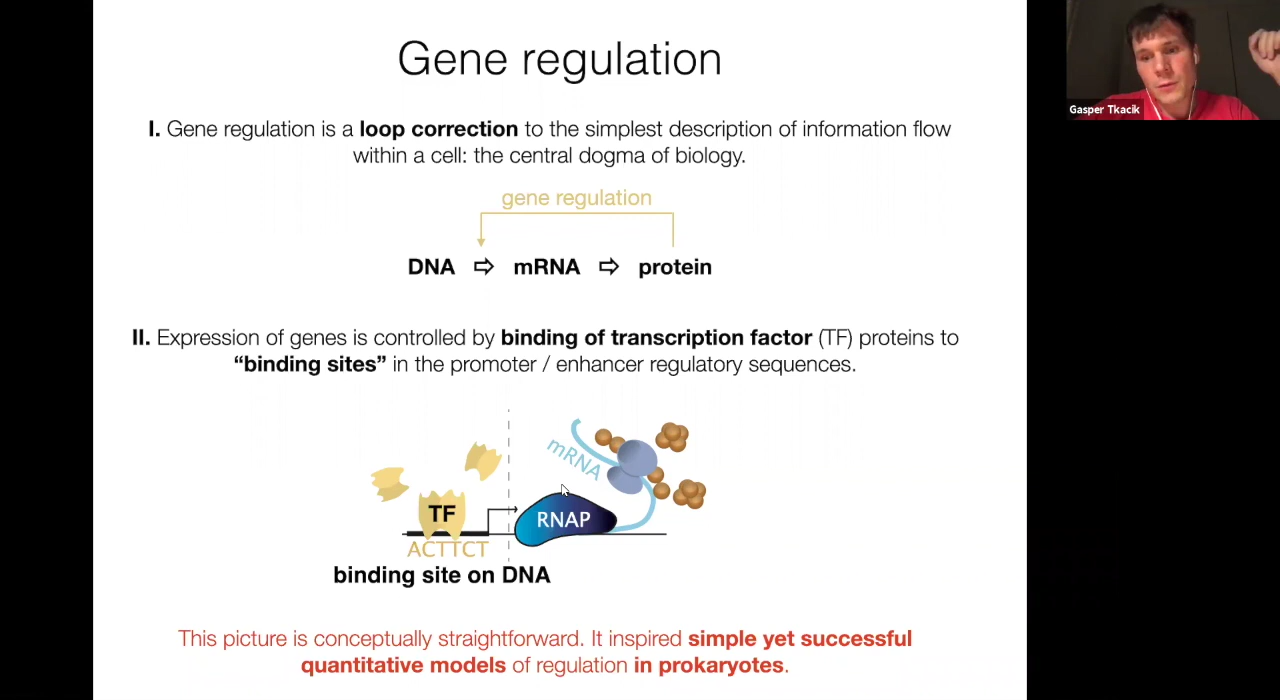 Gene regulation
Gasper Tkacik
I. Gene regulation is a loop correction to the simplest description of information flow
within a cell: the central dogma of biology.
gene regulation
DNA ⇨ mRNA ⇨ protein
II. Expression of genes is controlled by binding of transcription factor (TF) proteins to
“binding sites” in the promoter / enhancer regulatory sequences.
mRNA
TF
RNAP
ACTTCT
binding site on DNA
This picture is conceptually straightforward. It inspired simple yet successful
quantitative models of regulation in prokaryotes.